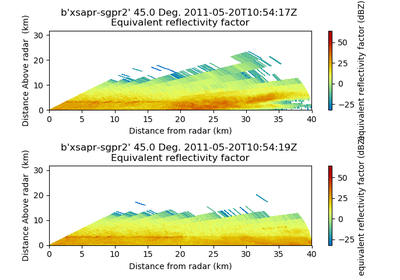 b'xsapr-sgpr2' 45.0 Deg. 2011-05-20T10:54:17Z
Equivalent reflectivity factor
Distance Above radar (km)
30
20
10
0
0 5 10 15 20 25 30 35 40
Distance from radar (km)
50
25
0
−25
equivalent reflectivity factor (dBZ)
b'xsapr-sgpr2' 45.0 Deg. 2011-05-20T10:54:19Z
Equivalent reflectivity factor
Distance Above radar (km)
30
20
10
0
0 5 10 15 20 25 30 35 40
Distance from radar (km)
50
25
0
−25
equivalent reflectivity factor (dBZ)